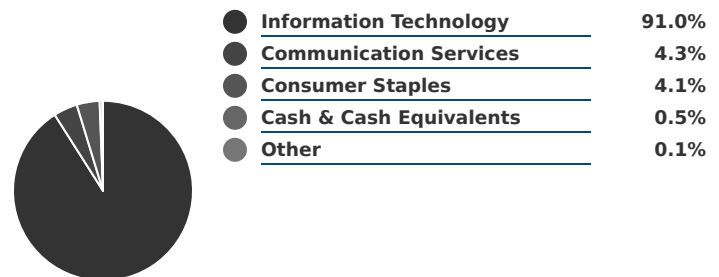 Information Technology 91.0%
Communication Services 4.3%
Consumer Staples 4.1%
Cash & Cash Equivalents 0.5%
Other 0.1%